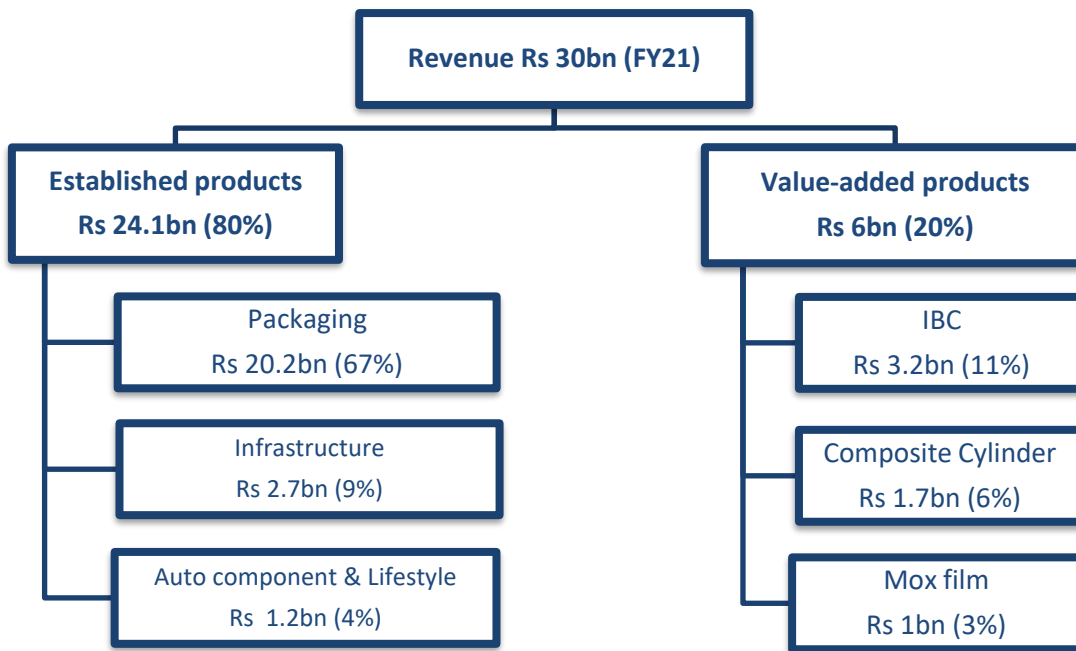 Revenue Rs 30bn (FY21)
Established products
Rs 24.1bn (80%)
Packaging
Rs 20.2bn (67%)
Infrastructure
Rs 2.7bn (9%)
Auto component & Lifestyle
Rs 1.2bn (4%)
Value-added products
Rs 6bn (20%)
IBC
Rs 3.2bn (11%)
Composite Cylinder
Rs 1.7bn (6%)
Mox film
Rs 1bn (3%)